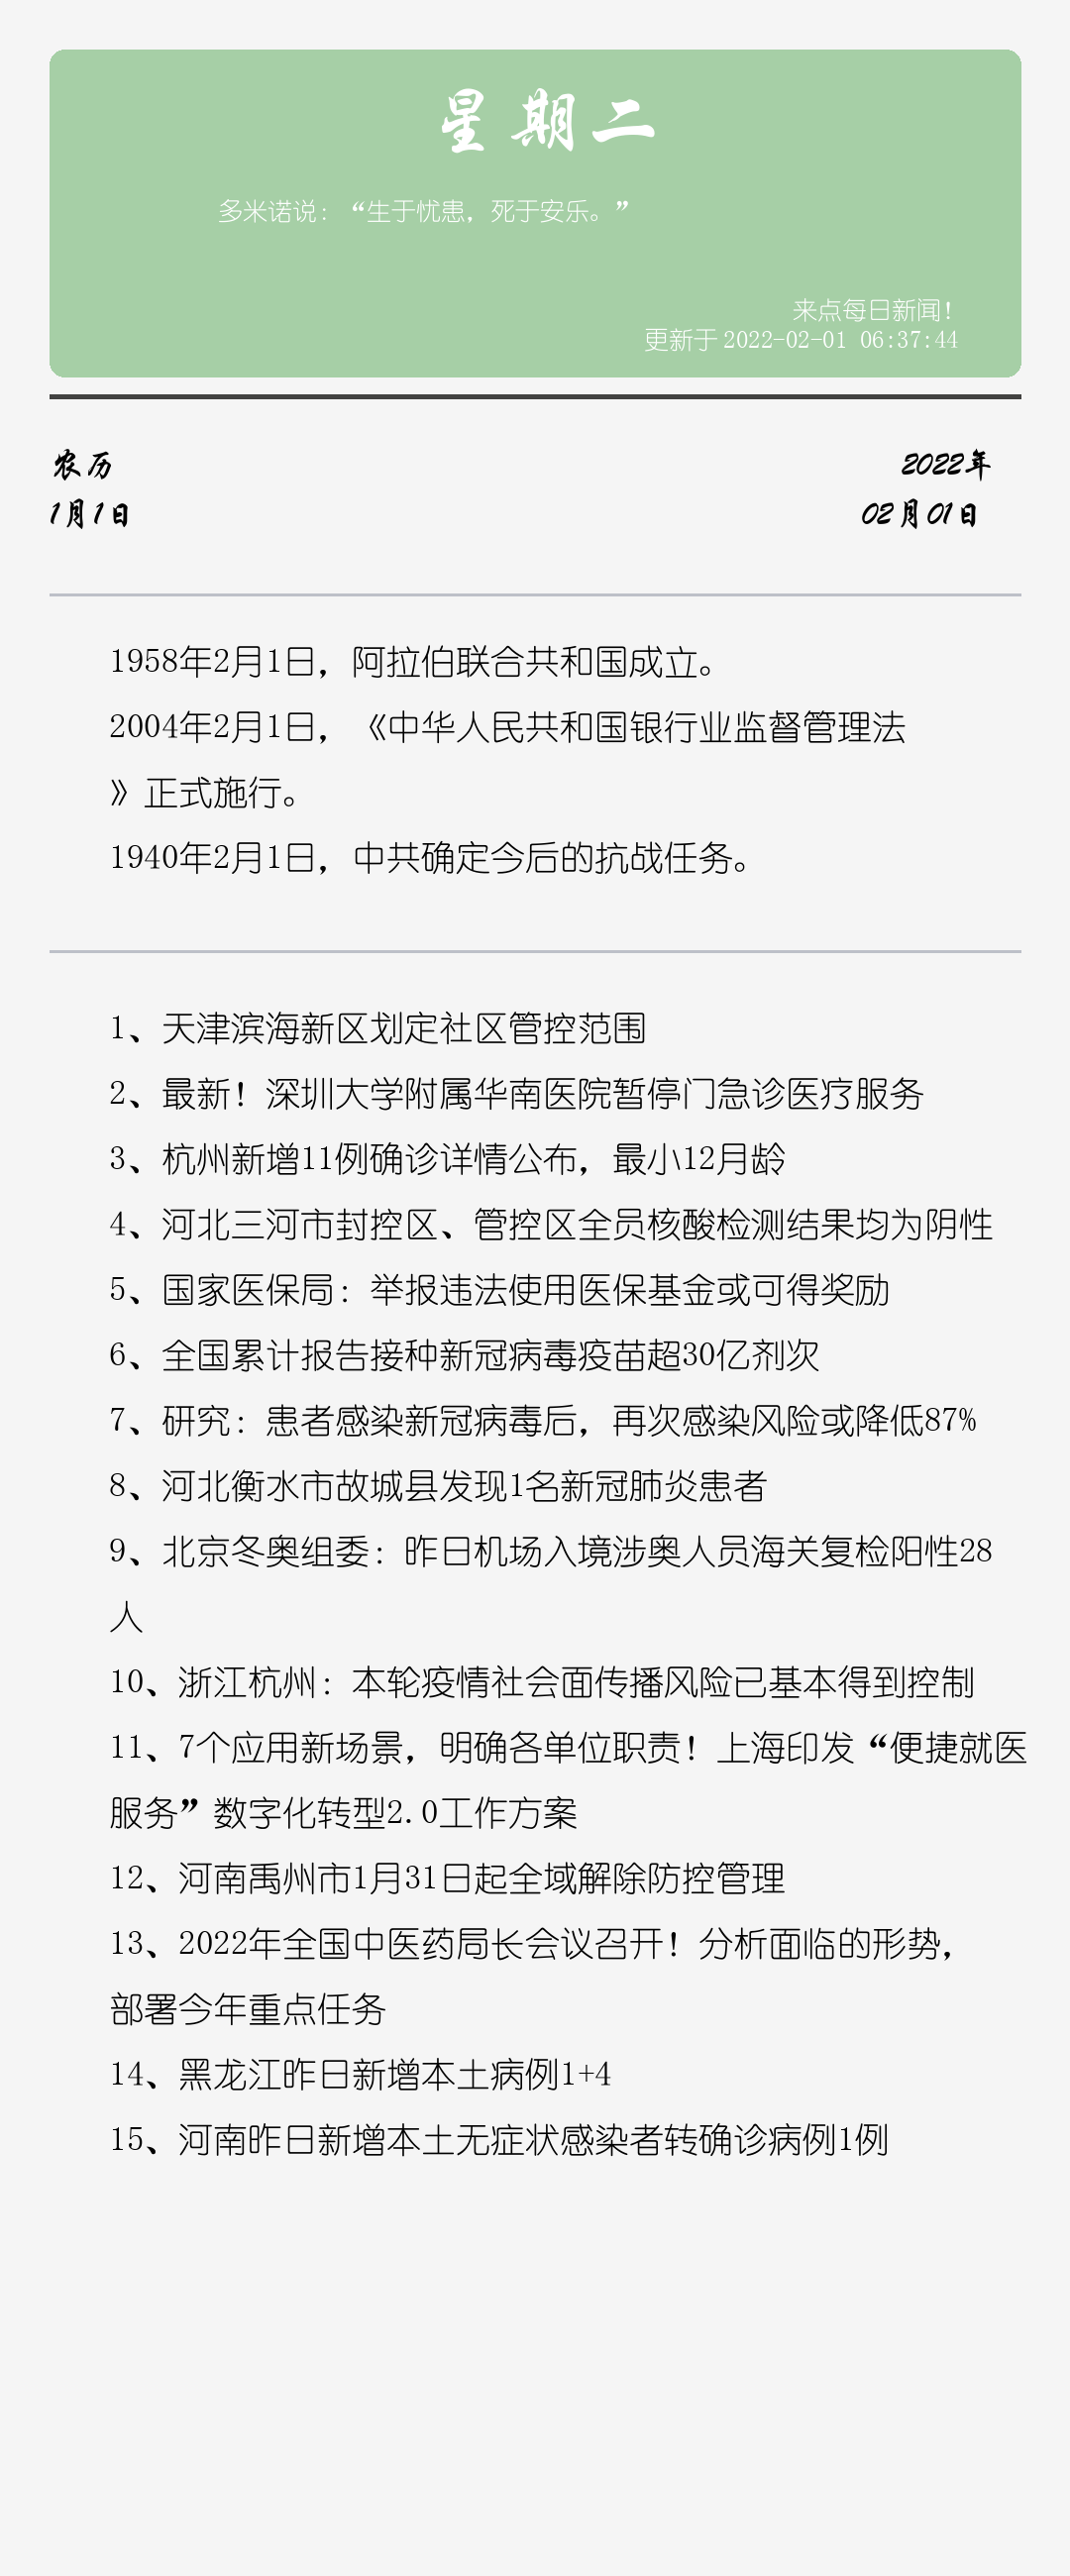 星期二
多米诺说：“生于忧患，死于安乐。”
来点每日新闻！
更新于 2022-02-01 06:37:44
农历
2022年
1月1日
02月01日
1958年2月1日，阿拉伯联合共和国成立。
2004年2月1日，《中华人民共和国银行业监督管理法
》正式施行。
1940年2月1日，中共确定今后的抗战任务。
1、天津滨海新区划定社区管控范围
2、最新！深圳大学附属华南医院暂停门急诊医疗服务
3、杭州新增11例确诊详情公布，最小12月龄
4、河北三河市封控区、管控区全员核酸检测结果均为阴性
5、国家医保局：举报违法使用医保基金或可得奖励
6、全国累计报告接种新冠病毒疫苗超30亿剂次
7、研究：患者感染新冠病毒后，再次感染风险或降低87%
8、河北衡水市故城县发现1名新冠肺炎患者
9、北京冬奥组委：昨日机场入境涉奥人员海关复检阳性28
人
10、浙江杭州：本轮疫情社会面传播风险已基本得到控制
11、7个应用新场景，明确各单位职责！上海印发“便捷就医
服务”数字化转型2.0工作方案
12、河南禹州市1月31日起全域解除防控管理
13、2022年全国中医药局长会议召开！分析面临的形势，
部署今年重点任务
14、黑龙江昨日新增本土病例1+4
15、河南昨日新增本土无症状感染者转确诊病例1例